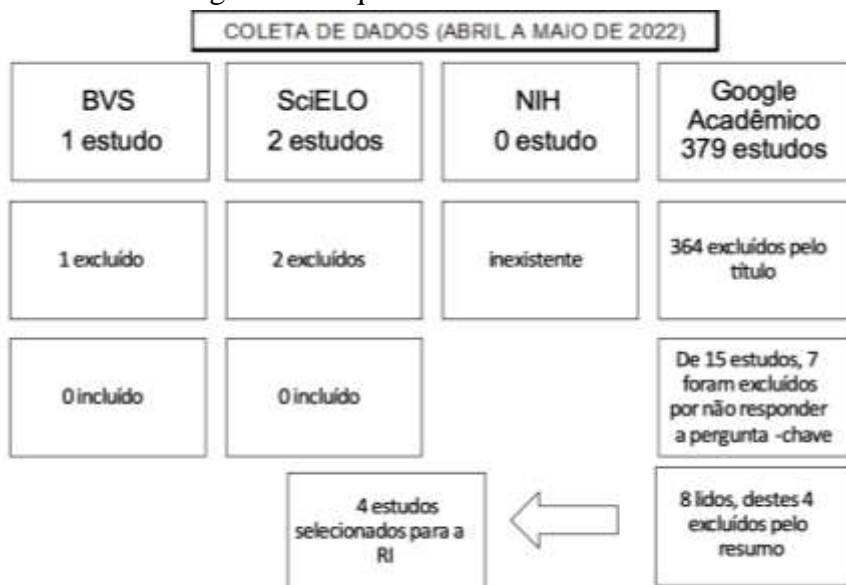 COLETA DE DADOS (ABRIL A MAIO DE 2022)
BVS
1 estudo
SciELO
2 estudos
NIH
0 estudo
Google
Acadêmico
379 estudos
1 excluído
2 excluídos
inexistente
364 excluídos pelo
título
0 incluído
0 incluído
De 15 estudos, 7
foram excluídos
por não responder
a pergunta -chave
4 estudos
selecionados para a
RI
8 lidos, destes 4
excluídos pelo
resumo